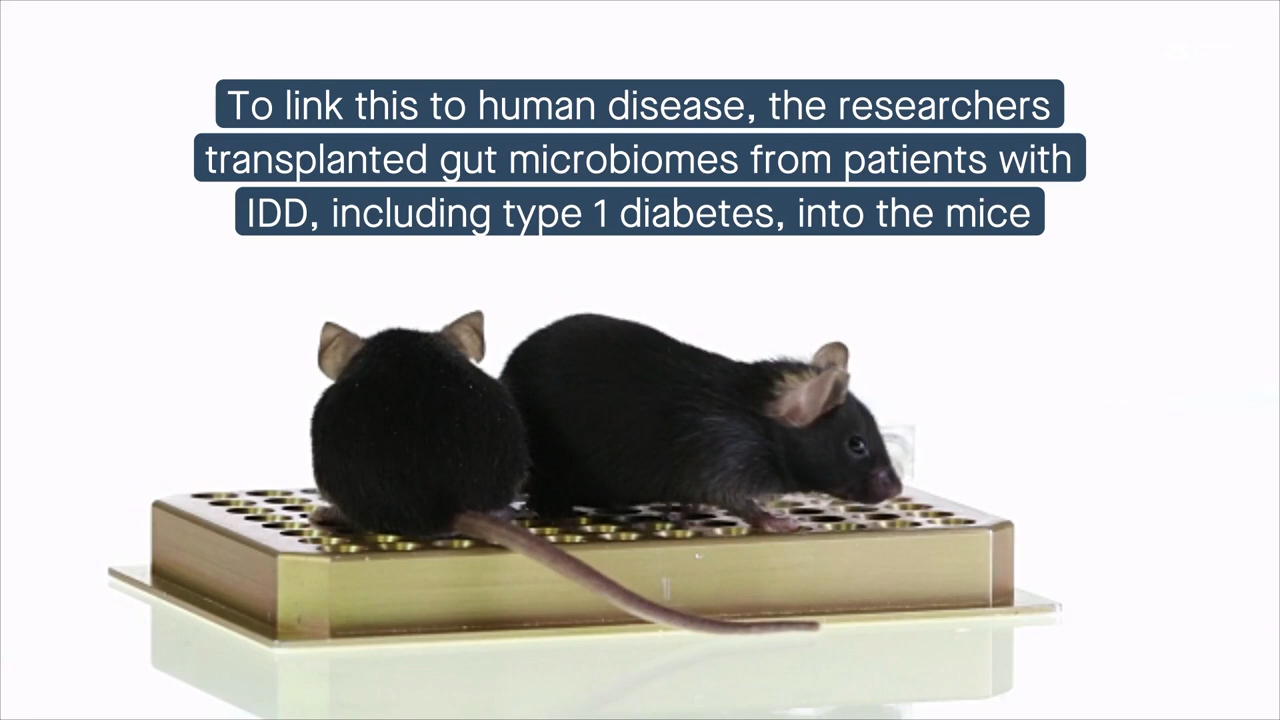 To link this to human disease, the researchers
transplanted gut microbiomes from patients with
IDD, including type 1 diabetes, into the mice